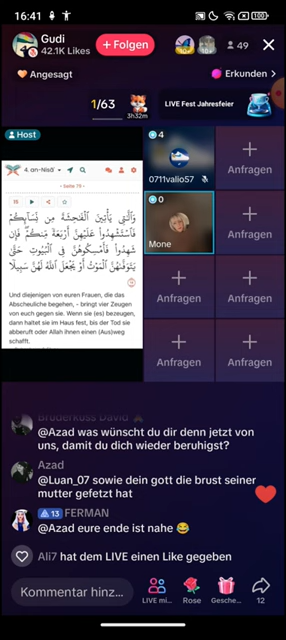 16:41
100%
Gudi
42.1K Likes
+ Folgen
49
Angesagt
Erkunden >
1/63
3h32m
LIVE Fest Jahresfeier
Host
4. an-Nisāʾ
- Seite 79 -
وَٱلَّٰتِى يَأْتِينَ ٱلْفَٰحِشَةَ مِن نِّسَآئِكُمْ
فَٱسْتَشْهِدُوا۟ عَلَيْهِنَّ أَرْبَعَةً مِّنكُمْ فَإِن
شَهِدُوا۟ فَأَمْسِكُوهُنَّ فِى ٱلْبُيُوتِ حَتَّىٰ
يَتَوَفَّىٰهُنَّ ٱلْمَوْتُ أَوْ يَجْعَلَ ٱللَّهُ لَهُنَّ سَبِيلًا
Und diejenigen von euren Frauen, die das
Abscheuliche begehen, - bringt vier Zeugen
von euch gegen sie. Wenn sie (es) bezeugen,
dann haltet sie im Haus fest, bis der Tod sie
abberuft oder Allah ihnen einen (Aus)weg
schafft.
4
0711valio57
0
Mone
Anfragen
Anfragen
Anfragen
Anfragen
Anfragen
Anfragen
Bruderkuss David
@Azad was wünscht du dir denn jetzt von
uns, damit du dich wieder beruhigst?
Azad
@Luan_07 sowie dein gott die brust seiner
mutter gefetzt hat
13 FERMAN
@Azad eure ende ist nahe 😂
Ali7 hat dem LIVE einen Like gegeben
Kommentar hinz...
LIVE mi...
Rose
Gesche...
12